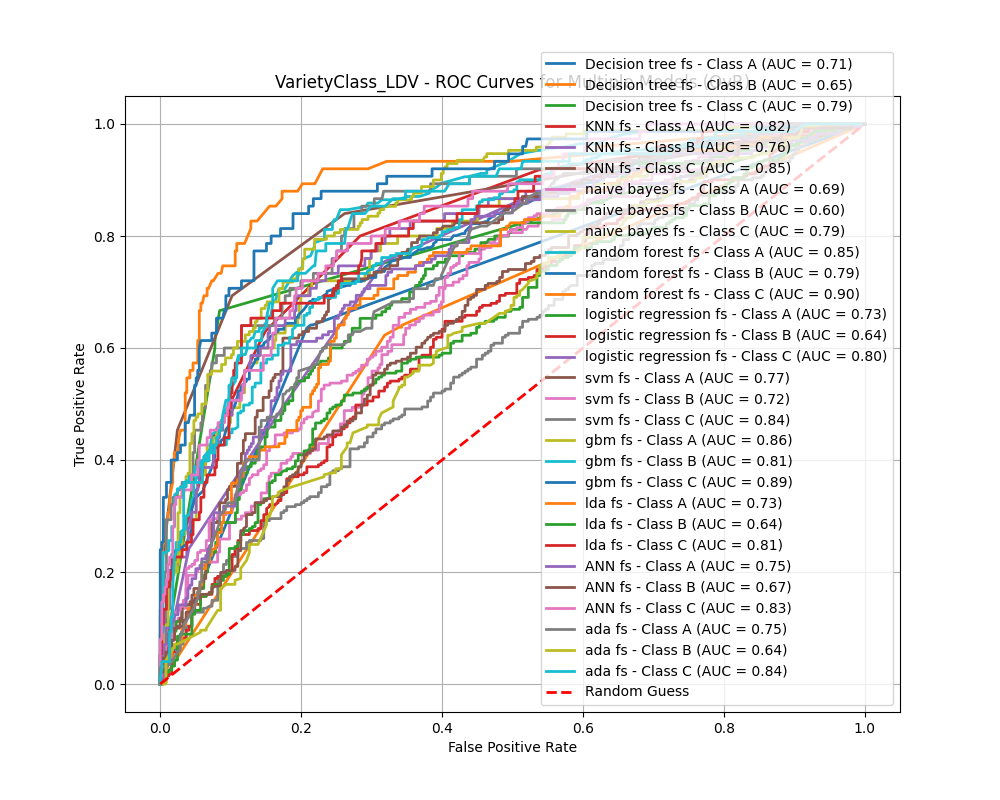 VarietyClass_LDV - ROC Curves for Multiple Models (OvR)
Decision tree fs - Class A (AUC = 0.71)
Decision tree fs - Class B (AUC = 0.65)
Decision tree fs - Class C (AUC = 0.79)
KNN fs - Class A (AUC = 0.82)
KNN fs - Class B (AUC = 0.76)
KNN fs - Class C (AUC = 0.85)
naive bayes fs - Class A (AUC = 0.69)
naive bayes fs - Class B (AUC = 0.60)
naive bayes fs - Class C (AUC = 0.79)
random forest fs - Class A (AUC = 0.85)
random forest fs - Class B (AUC = 0.79)
random forest fs - Class C (AUC = 0.90)
logistic regression fs - Class A (AUC = 0.73)
logistic regression fs - Class B (AUC = 0.64)
logistic regression fs - Class C (AUC = 0.80)
svm fs - Class A (AUC = 0.77)
svm fs - Class B (AUC = 0.72)
svm fs - Class C (AUC = 0.84)
gbm fs - Class A (AUC = 0.86)
gbm fs - Class B (AUC = 0.81)
gbm fs - Class C (AUC = 0.89)
lda fs - Class A (AUC = 0.73)
lda fs - Class B (AUC = 0.64)
lda fs - Class C (AUC = 0.81)
ANN fs - Class A (AUC = 0.75)
ANN fs - Class B (AUC = 0.67)
ANN fs - Class C (AUC = 0.83)
ada fs - Class A (AUC = 0.75)
ada fs - Class B (AUC = 0.64)
ada fs - Class C (AUC = 0.84)
Random Guess
True Positive Rate
1.0
0.8
0.6
0.4
0.2
0.0
0.0 0.2 0.4 0.6 0.8 1.0
False Positive Rate